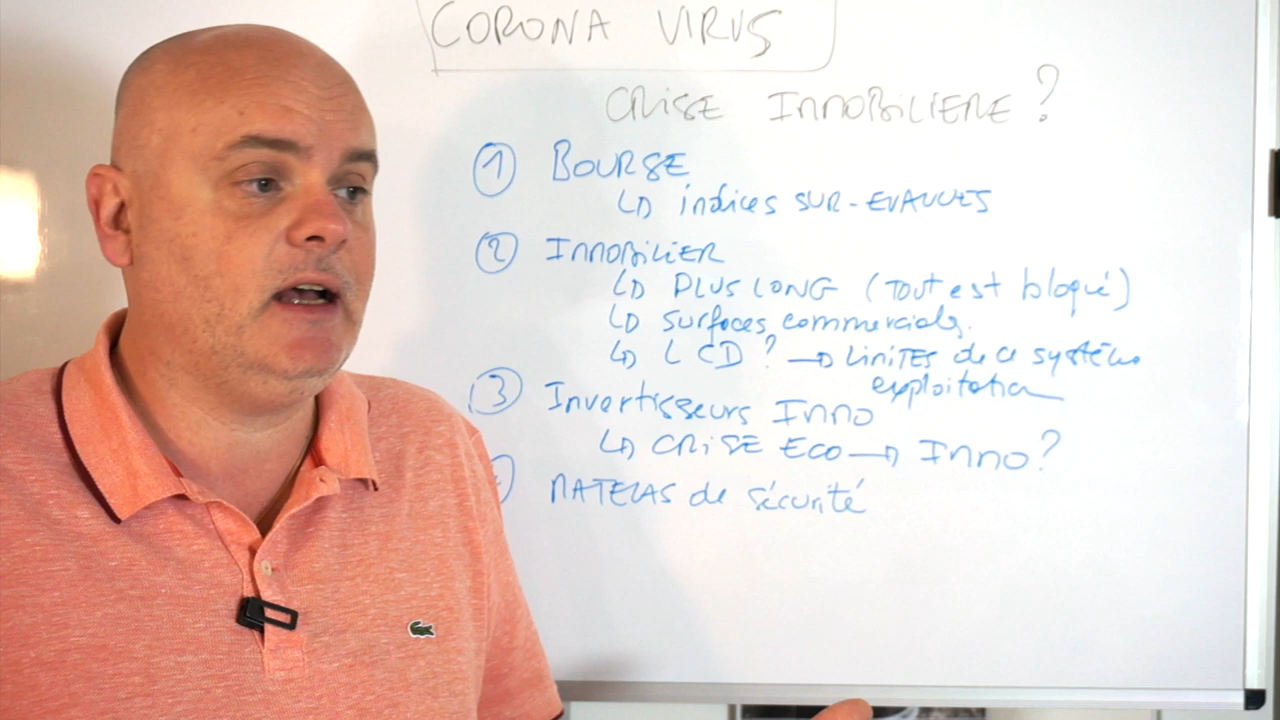 CORONA VIRUS
CRISE IMMOBILIERE ?
1 BOURSE
↳ indices SUR-EVALUES
2 IMMOBILIER
↳ PLUS LONG (Tout est bloqué)
↳ surfaces commerciales.
↳ LCD ? → LIMITES de ce système
exploitation
3 Investisseurs Immo
↳ CRISE ECO → Immo ?
MATELAS de sécurité